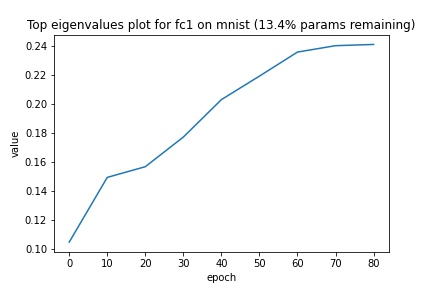 Top eigenvalues plot for fc1 on mnist (13.4% params remaining)
0.24
0.22
0.20
0.18
0.16
0.14
0.12
0.10
value
0 10 20 30 40 50 60 70 80
epoch